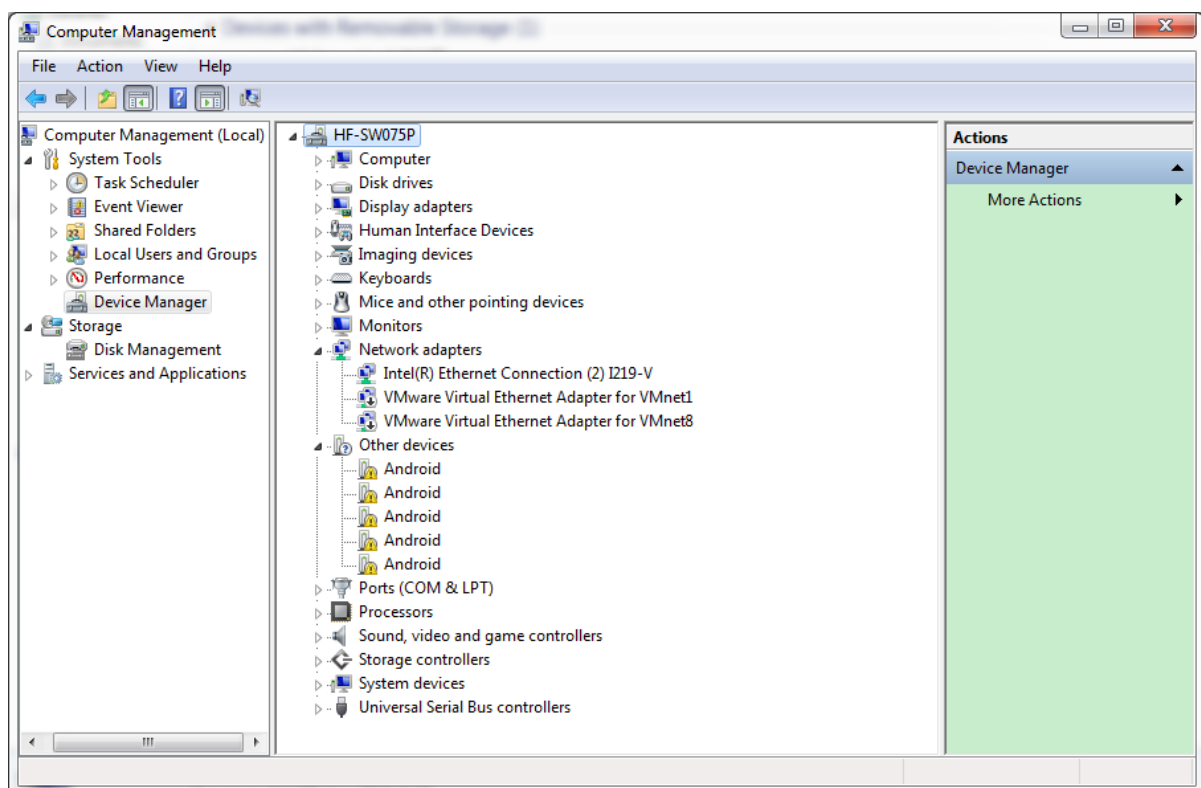 Computer Management
File Action View Help
Computer Management (Local)
System Tools
Task Scheduler
Event Viewer
Shared Folders
Local Users and Groups
Performance
Device Manager
Storage
Disk Management
Services and Applications
HF-SW075P
Computer
Disk drives
Display adapters
Human Interface Devices
Imaging devices
Keyboards
Mice and other pointing devices
Monitors
Network adapters
Intel(R) Ethernet Connection (2) I219-V
VMware Virtual Ethernet Adapter for VMnet1
VMware Virtual Ethernet Adapter for VMnet8
Other devices
Android
Android
Android
Android
Android
Ports (COM & LPT)
Processors
Sound, video and game controllers
Storage controllers
System devices
Universal Serial Bus controllers
Actions
Device Manager
More Actions